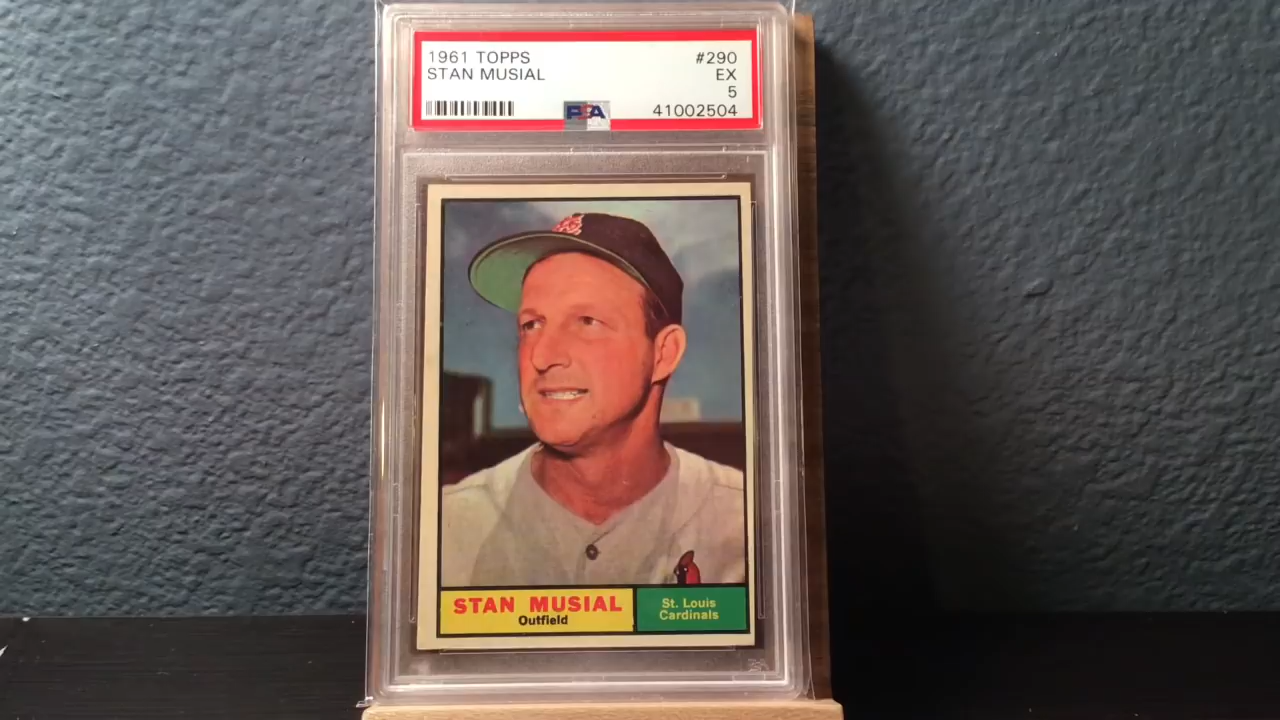 1961 TOPPS #290
STAN MUSIAL EX
5
PSA 41002504
STAN MUSIAL
Outfield
St. Louis
Cardinals